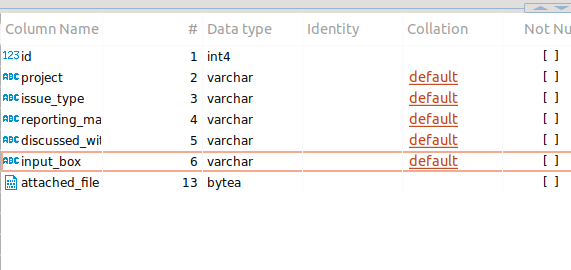 Column Name # Data type Identity Collation Not Nu
123 id 1 int4 [ ]
ABC project 2 varchar default [ ]
ABC issue_type 3 varchar default [ ]
ABC reporting_ma 4 varchar default [ ]
ABC discussed_wit 5 varchar default [ ]
ABC input_box 6 varchar default [ ]
attached_file 13 bytea [ ]